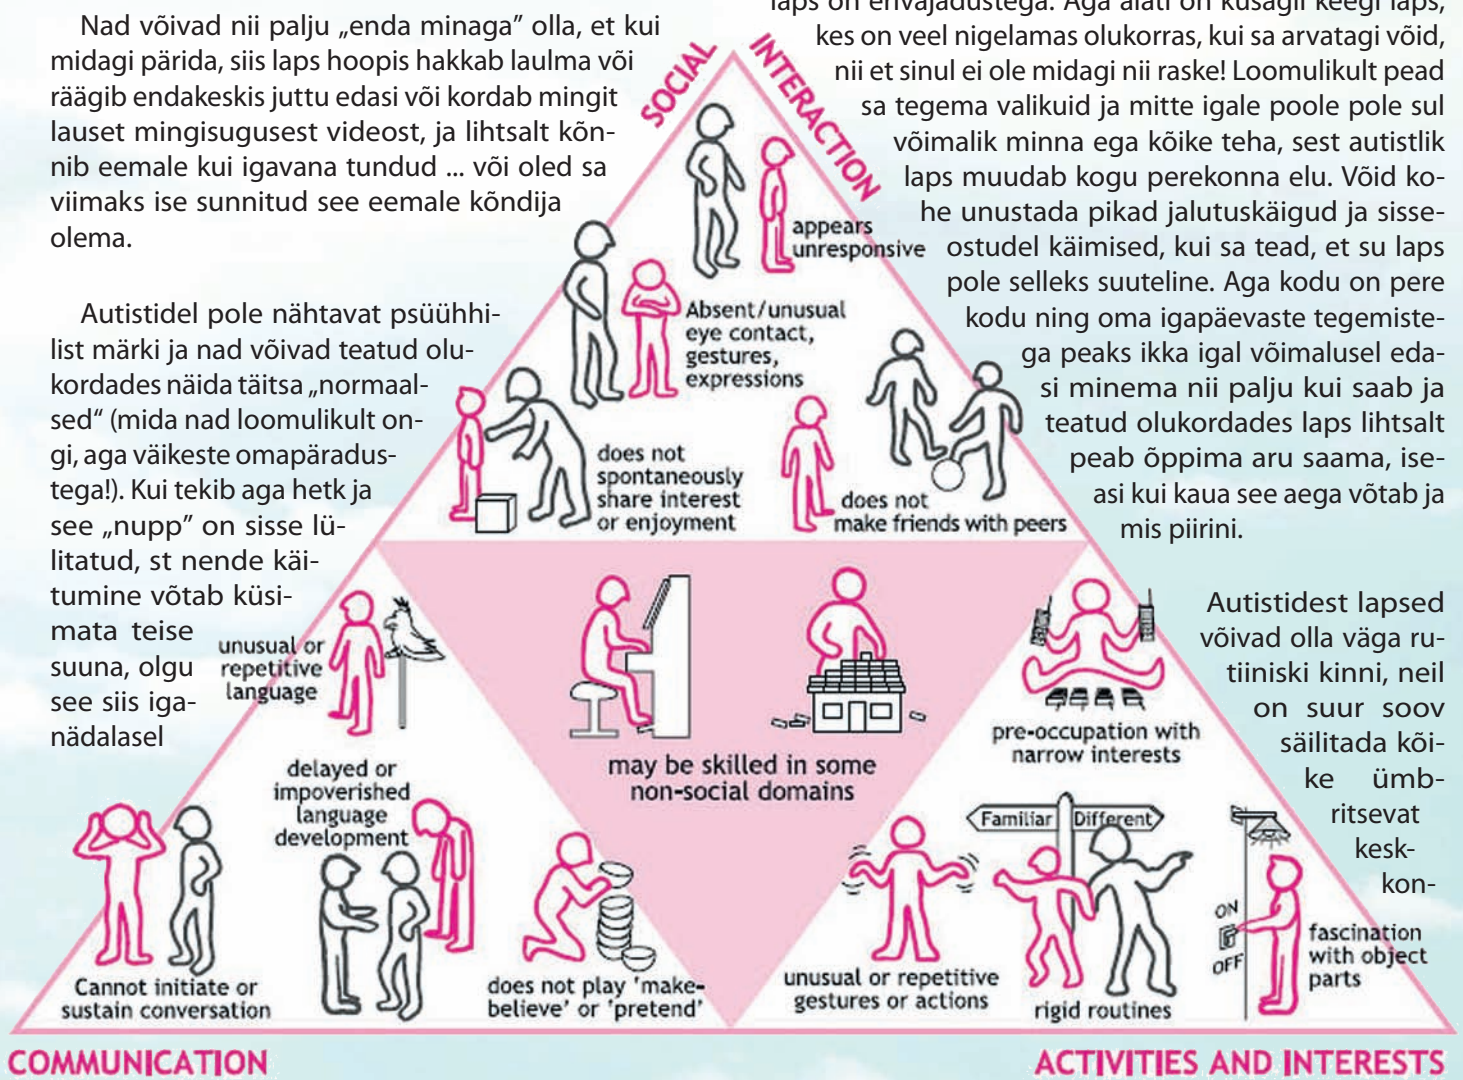 Nad võivad nii palju „enda minaga” olla, et kui
midagi pärida, siis laps hoopis hakkab laulma või
räägib endakeskis juttu edasi või kordab mingit
lauset mingisugusest videost, ja lihtsalt kõn-
nib eemale kui igavana tundud ... või oled sa
viimaks ise sunnitud see eemale kõndija
olema.
Autistidel pole nähtavat psüühhi-
list märki ja nad võivad teatud olu-
kordades näida täitsa „normaal-
sed“ (mida nad loomulikult on-
gi, aga väikeste omapäradus-
tega!). Kui tekib aga hetk ja
see „nupp” on sisse lü-
litatud, st nende käi-
tumine võtab küsi-
mata teise
suuna, olgu
see siis iga-
nädalasel
laps on erivajadustega. Aga alati on kusagil keegi laps,
kes on veel nigelamas olukorras, kui sa arvatagi võid,
nii et sinul ei ole midagi nii raske! Loomulikult pead
sa tegema valikuid ja mitte igale poole pole sul
võimalik minna ega kõike teha, sest autistlik
laps muudab kogu perekonna elu. Võid ko-
he unustada pikad jalutuskäigud ja sisse-
ostudel käimised, kui sa tead, et su laps
pole selleks suuteline. Aga kodu on pere
kodu ning oma igapäevaste tegemiste-
ga peaks ikka igal võimalusel eda-
si minema nii palju kui saab ja
teatud olukordades laps lihtsalt
peab õppima aru saama, ise-
asi kui kaua see aega võtab ja
mis piirini.
Autistidest lapsed
võivad olla väga ru-
tiiniski kinni, neil
on suur soov
säilitada kõi-
ke ümb-
ritsevat
kesk-
kon-
SOCIAL
INTERACTION
appears
unresponsive
Absent/unusual
eye contact,
gestures,
expressions
does not
spontaneously
share interest
or enjoyment
does not
make friends with peers
unusual or
repetitive
language
delayed or
impoverished
language
development
Cannot initiate or
sustain conversation
does not play 'make-
believe' or 'pretend'
may be skilled in some
non-social domains
pre-occupation with
narrow interests
Familiar
Different
unusual or repetitive
gestures or actions
rigid routines
ON
OFF
fascination
with object
parts
COMMUNICATION
ACTIVITIES AND INTERESTS